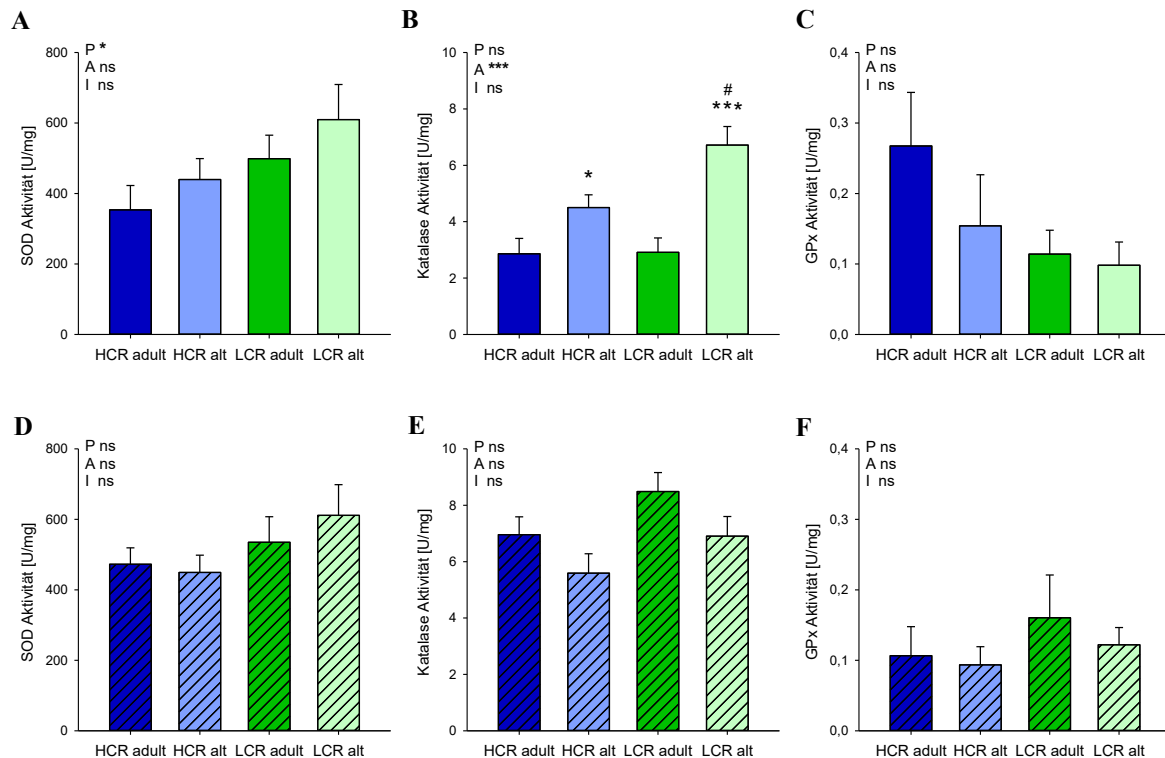 A
P *
A ns
I ns
SOD Aktivität [U/mg]
800
600
400
200
0
HCR adult HCR alt LCR adult LCR alt
B
P ns
A ***
I ns
Katalase Aktivität [U/mg]
10
8
6
4
2
0
*
#
***
HCR adult HCR alt LCR adult LCR alt
C
P ns
A ns
I ns
GPx Aktivität [U/mg]
0,4
0,3
0,2
0,1
0,0
HCR adult HCR alt LCR adult LCR alt
D
P ns
A ns
I ns
SOD Aktivität [U/mg]
800
600
400
200
0
HCR adult HCR alt LCR adult LCR alt
E
P ns
A ns
I ns
Katalase Aktivität [U/mg]
10
8
6
4
2
0
HCR adult HCR alt LCR adult LCR alt
F
P ns
A ns
I ns
GPx Aktivität [U/mg]
0,4
0,3
0,2
0,1
0,0
HCR adult HCR alt LCR adult LCR alt